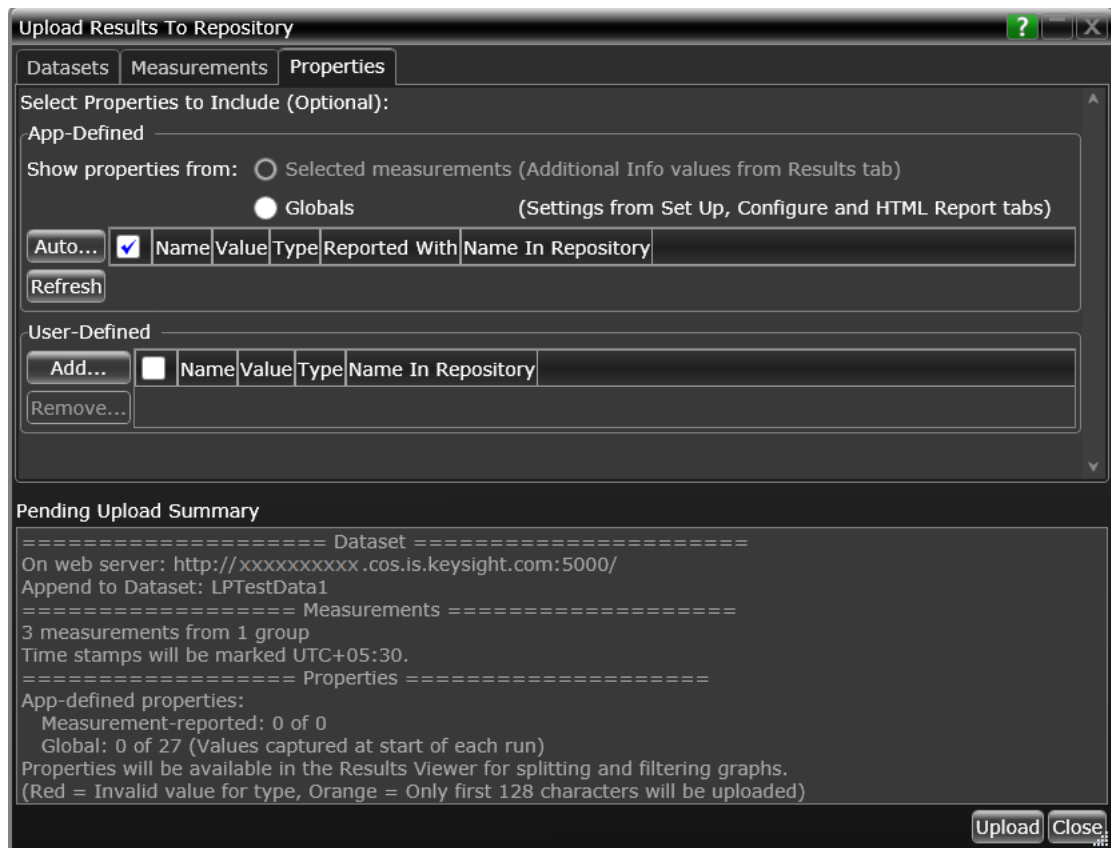 Upload Results To Repository ? X
Datasets Measurements Properties
Select Properties to Include (Optional):
App-Defined
Show properties from: Selected measurements (Additional Info values from Results tab)
Globals (Settings from Set Up, Configure and HTML Report tabs)
Auto... Name Value Type Reported With Name In Repository
Refresh
User-Defined
Add... Name Value Type Name In Repository
Remove...
Pending Upload Summary
==================== Dataset ======================
On web server: http://xxxxxxxxxx.cos.is.keysight.com:5000/
Append to Dataset: LPTestData1
================== Measurements ===================
3 measurements from 1 group
Time stamps will be marked UTC+05:30.
================== Properties ====================
App-defined properties:
Measurement-reported: 0 of 0
Global: 0 of 27 (Values captured at start of each run)
Properties will be available in the Results Viewer for splitting and filtering graphs.
(Red = Invalid value for type, Orange = Only first 128 characters will be uploaded)
Upload Close